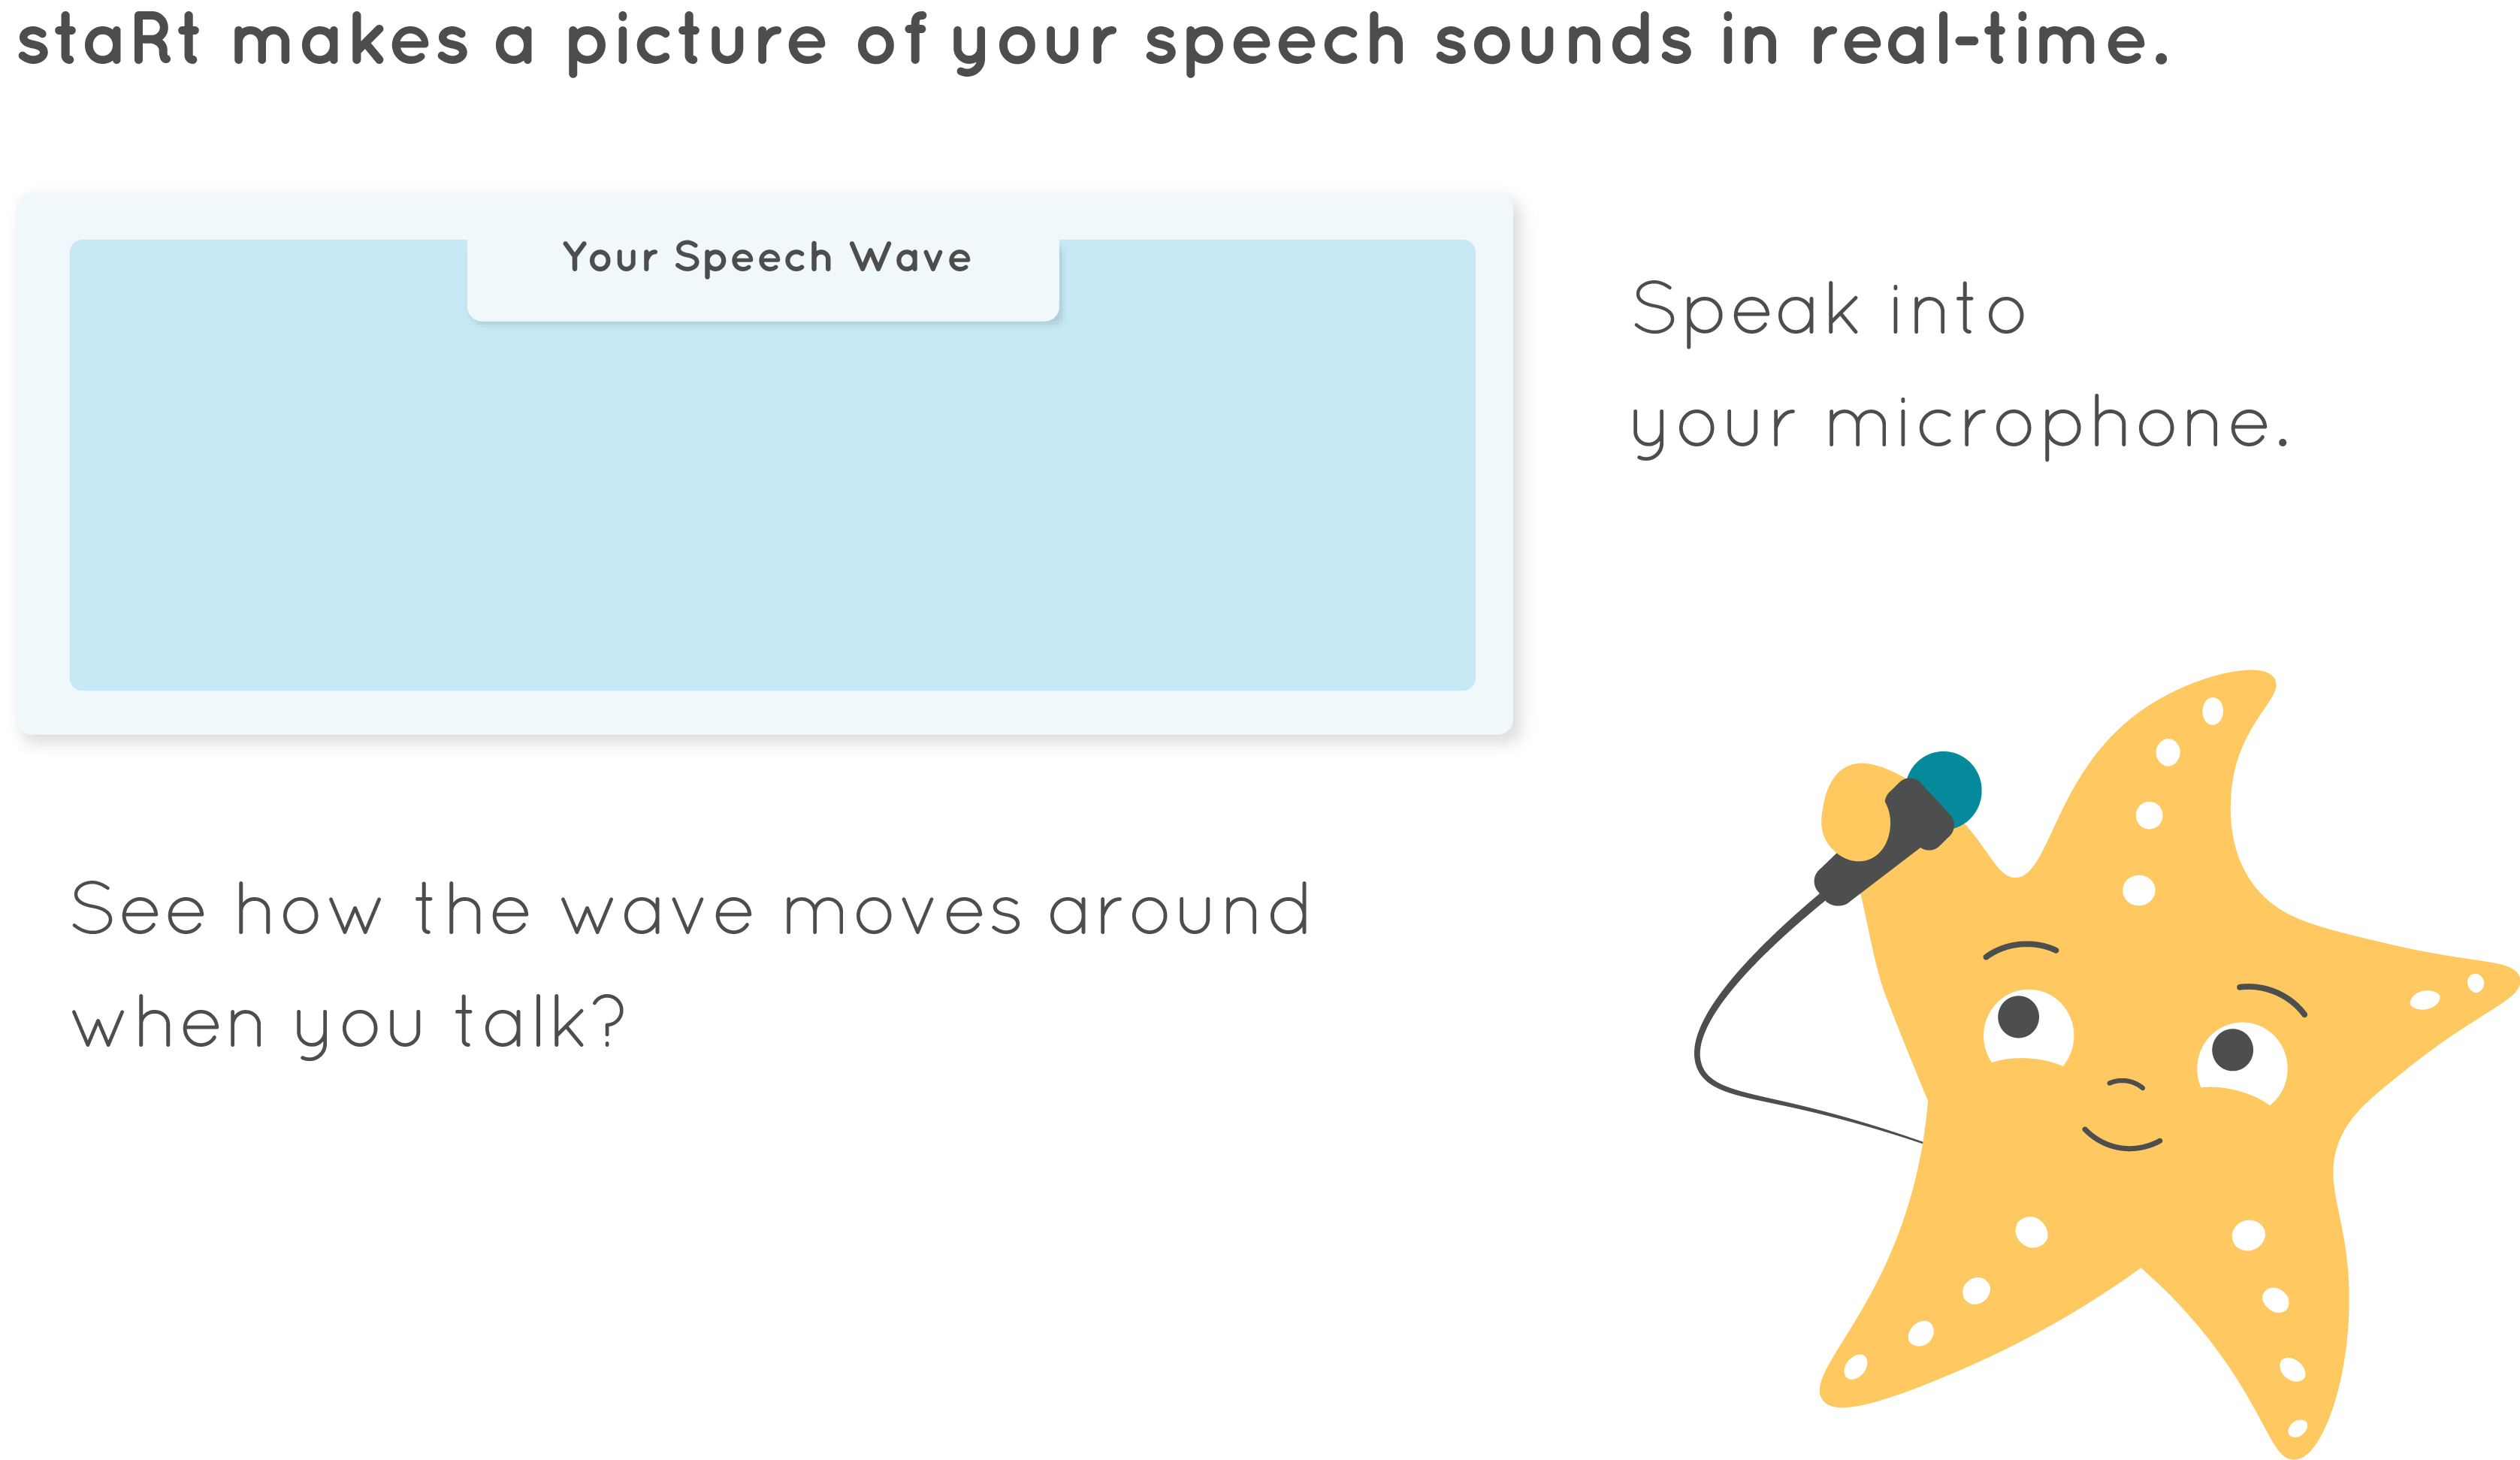 staRt makes a picture of your speech sounds in real-time.
Your Speech Wave
Speak into
your microphone.
See how the wave moves around
when you talk?